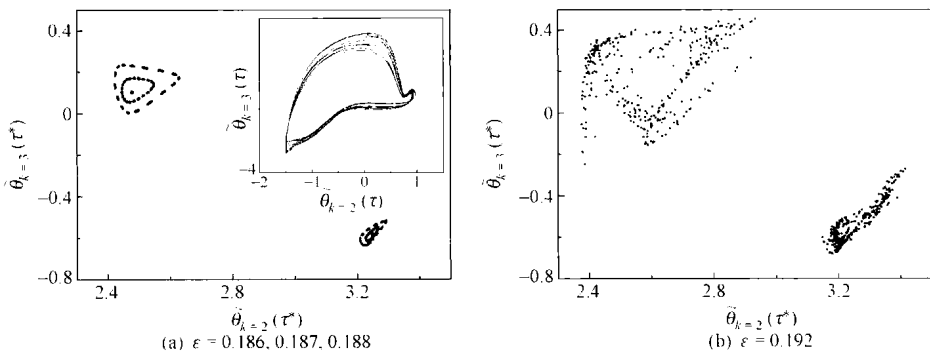 0.4
0
−0.4
−0.8
2.4
2.8
3.2
θ̃k=3(τ*)
θ̃k=2(τ*)
−4
−2
−1
0
1
θ̃k=3(τ)
θ̃k=2(τ)
(a) ε = 0.186, 0.187, 0.188
0.4
0
−0.4
−0.8
2.4
2.8
3.2
θ̃k=3(τ*)
θ̃k=2(τ*)
(b) ε = 0.192